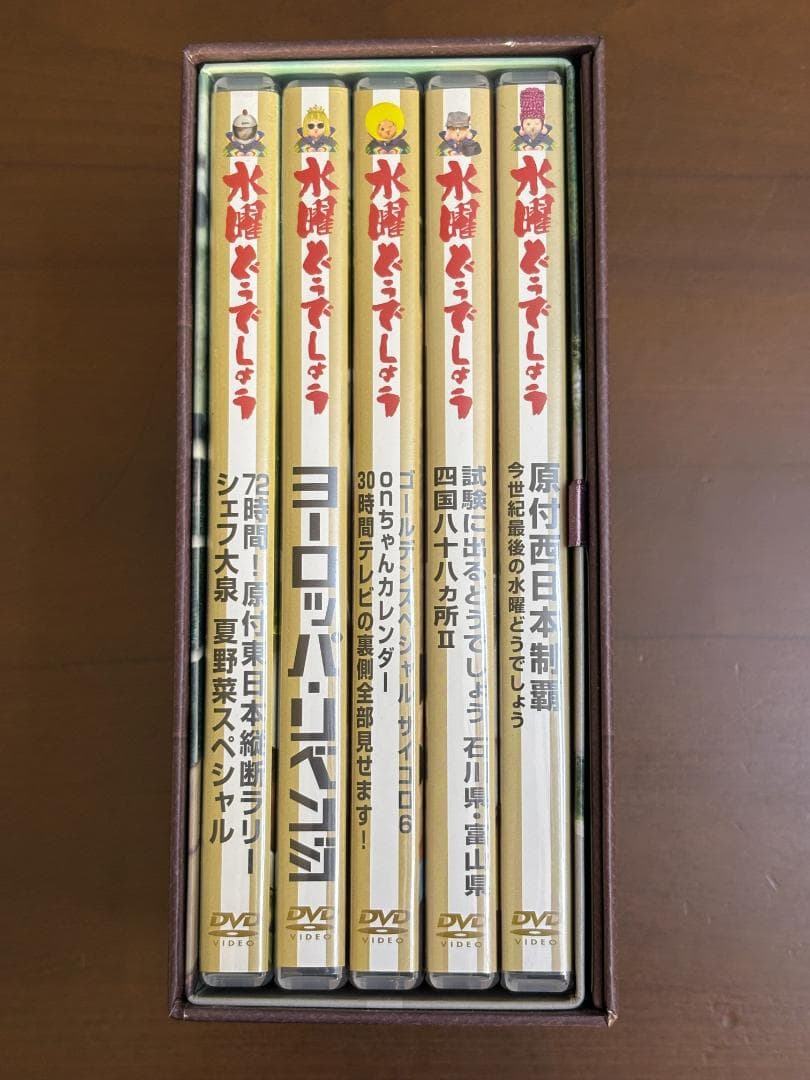 水曜どうでしょう
72時間！原付東日本縦断ラリー
シェフ大泉 夏野菜スペシャル
DVD
VIDEO
水曜どうでしょう
ヨーロッパ・リベンジ
DVD
VIDEO
水曜どうでしょう
ゴールデンスペシャル サイコロ6
onちゃんカレンダー
30時間テレビの裏側全部見せます！
DVD
VIDEO
水曜どうでしょう
試験に出るどうでしょう 石川県・富山県
四国八十八ヵ所Ⅱ
DVD
VIDEO
水曜どうでしょう
原付西日本制覇
今世紀最後の水曜どうでしょう
DVD
VIDEO